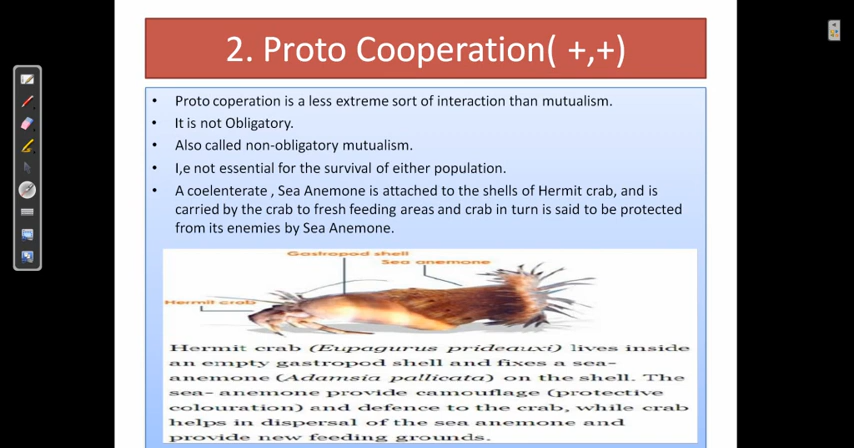 2. Proto Cooperation( +,+)
• Proto coperation is a less extreme sort of interaction than mutualism.
• It is not Obligatory.
• Also called non-obligatory mutualism.
• I,e not essential for the survival of either population.
• A coelenterate , Sea Anemone is attached to the shells of Hermit crab, and is
carried by the crab to fresh feeding areas and crab in turn is said to be protected
from its enemies by Sea Anemone.
Gastropod shell
Sea anemone
Hermit crab
Hermit crab (Eupagurus prideauxi) lives inside
an empty gastropod shell and fixes a sea-
anemone (Adamsia palliata) on the shell. The
sea- anemone provide camouflage (protective
colouration) and defence to the crab, while crab
helps in dispersal of the sea anemone and
provide new feeding grounds.